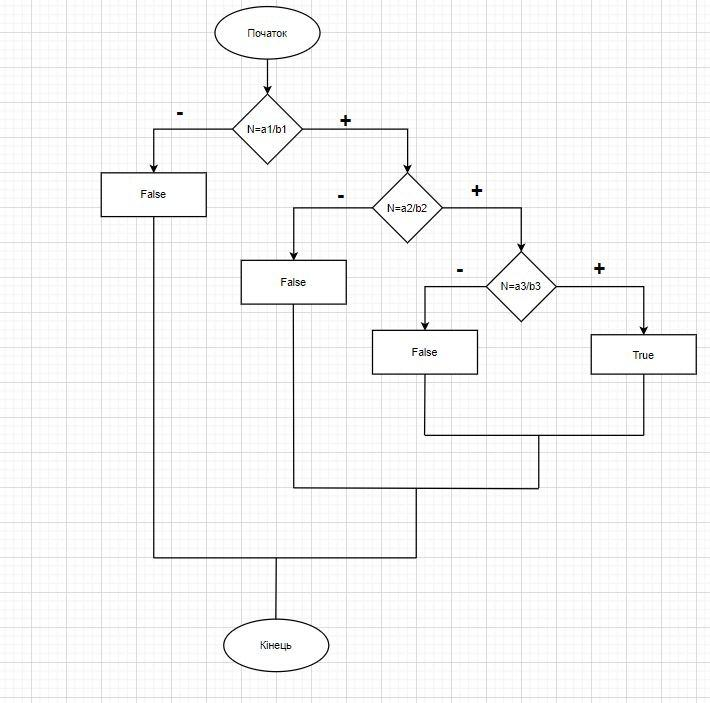 Початок
-
N=a1/b1
+
False
-
N=a2/b2
+
False
-
N=a3/b3
+
False
True
Кінець